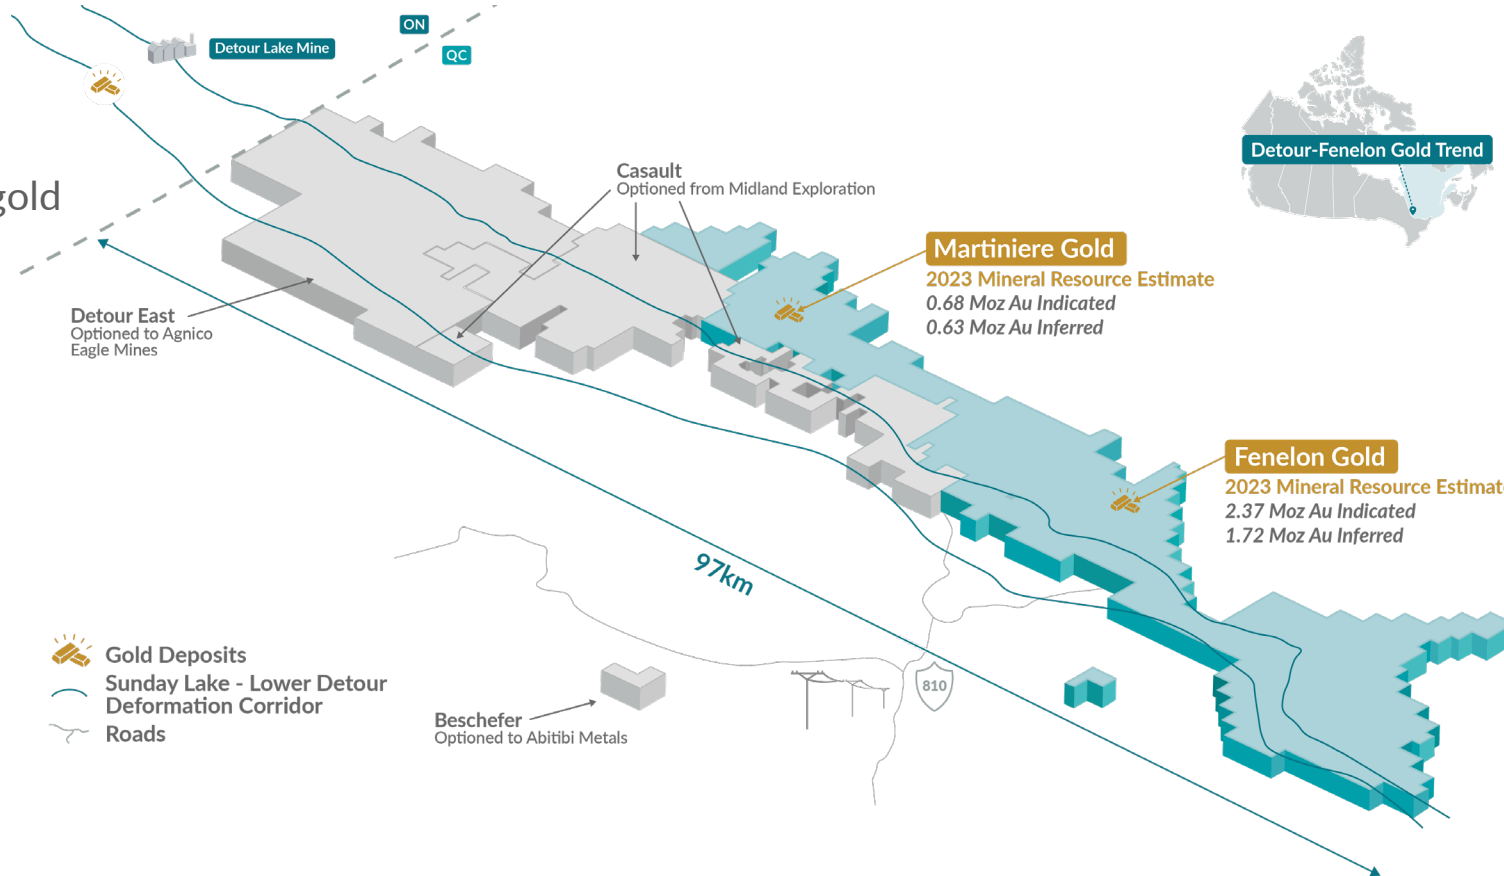 ON
QC
Detour Lake Mine
gold
Detour-Fenelon Gold Trend
Casault
Optioned from Midland Exploration
Martiniere Gold
2023 Mineral Resource Estimate
0.68 Moz Au Indicated
0.63 Moz Au Inferred
Detour East
Optioned to Agnico
Eagle Mines
Fenelon Gold
2023 Mineral Resource Estimate
2.37 Moz Au Indicated
1.72 Moz Au Inferred
97km
810
Gold Deposits
Sunday Lake - Lower Detour
Deformation Corridor
Roads
Beschefer
Optioned to Abitibi Metals